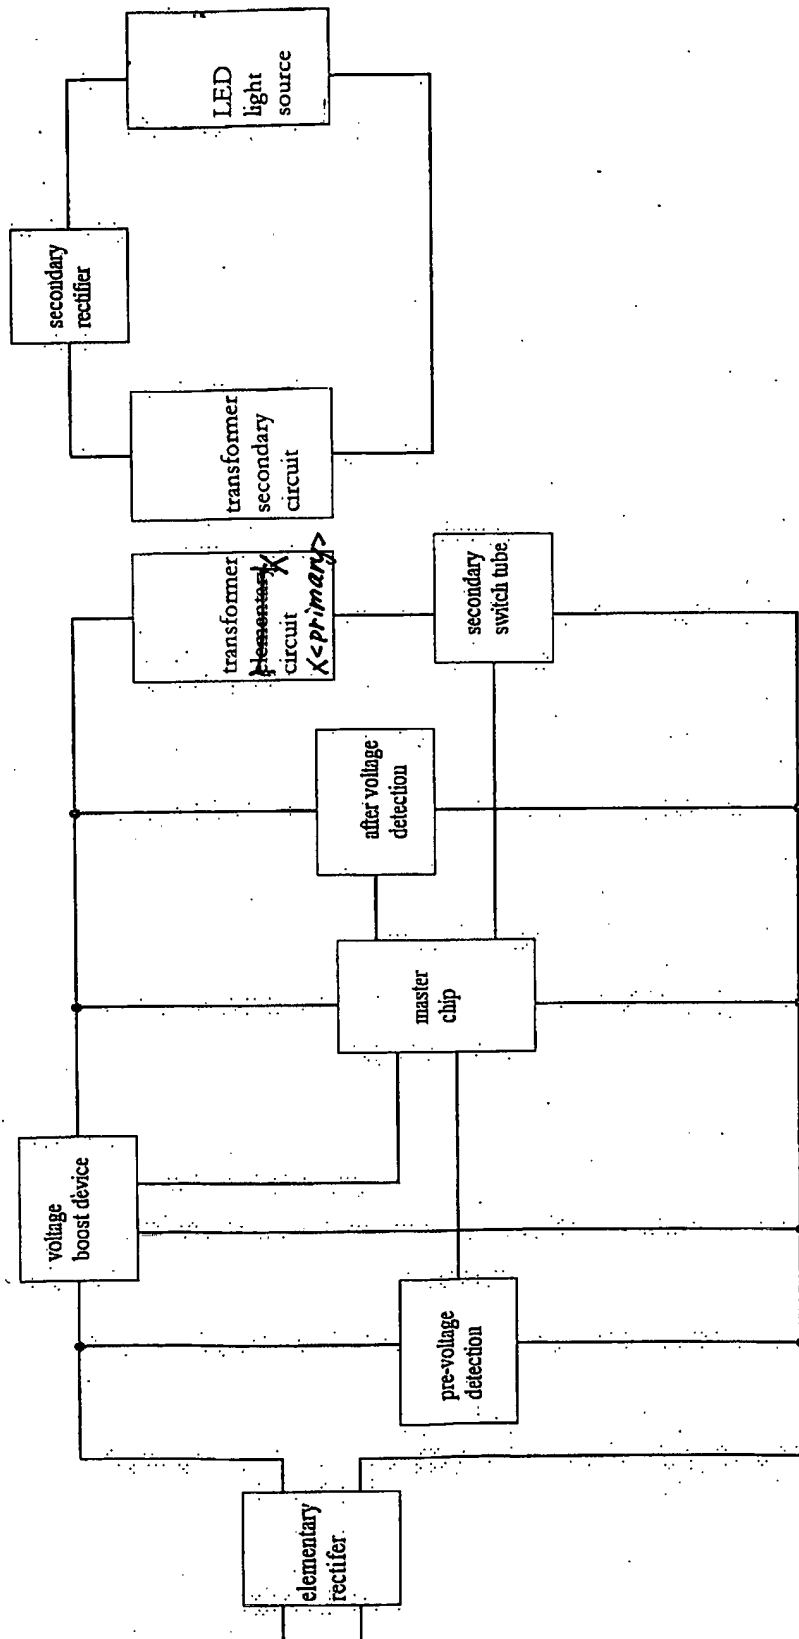 elementary
rectifer
pre-voltage
detection
voltage
boost device
master
chip
after voltage
detection
secondary
switch tube
transformer
elementary X
circuit
X<primary>
transformer
secondary
circuit
secondary
rectifier
LED
light
source